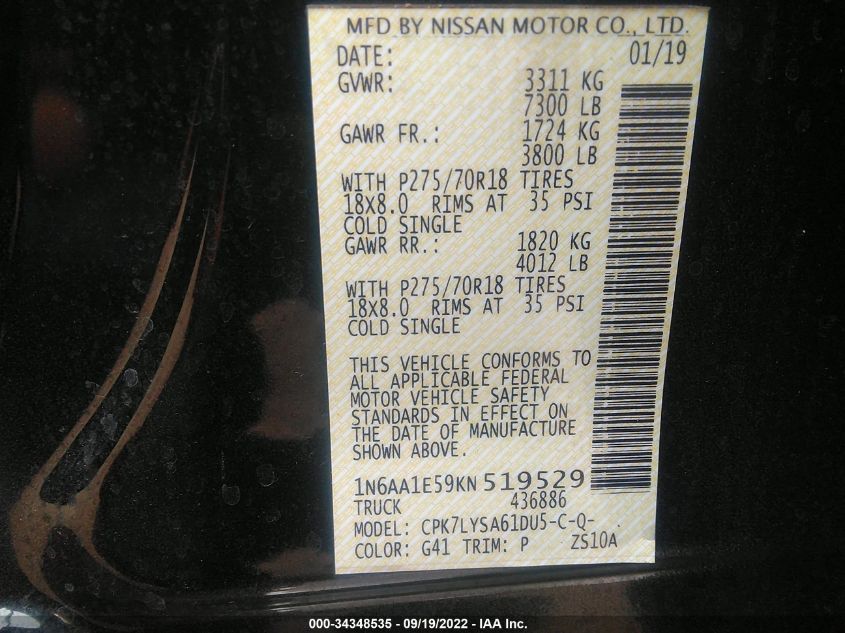 MFD BY NISSAN MOTOR CO., LTD.
DATE: 01/19
GVWR: 3311 KG
7300 LB
GAWR FR.: 1724 KG
3800 LB
WITH P275/70R18 TIRES
18X8.0 RIMS AT 35 PSI
COLD SINGLE
GAWR RR.: 1820 KG
4012 LB
WITH P275/70R18 TIRES
18X8.0 RIMS AT 35 PSI
COLD SINGLE
THIS VEHICLE CONFORMS TO
ALL APPLICABLE FEDERAL
MOTOR VEHICLE SAFETY
STANDARDS IN EFFECT ON
THE DATE OF MANUFACTURE
SHOWN ABOVE.
1N6AA1E59KN 519529
TRUCK 436886
MODEL: CPK7LYSA61DU5-C-Q- .
COLOR: G41 TRIM: P ZS10A
000-34348535 - 09/19/2022 - IAA Inc.